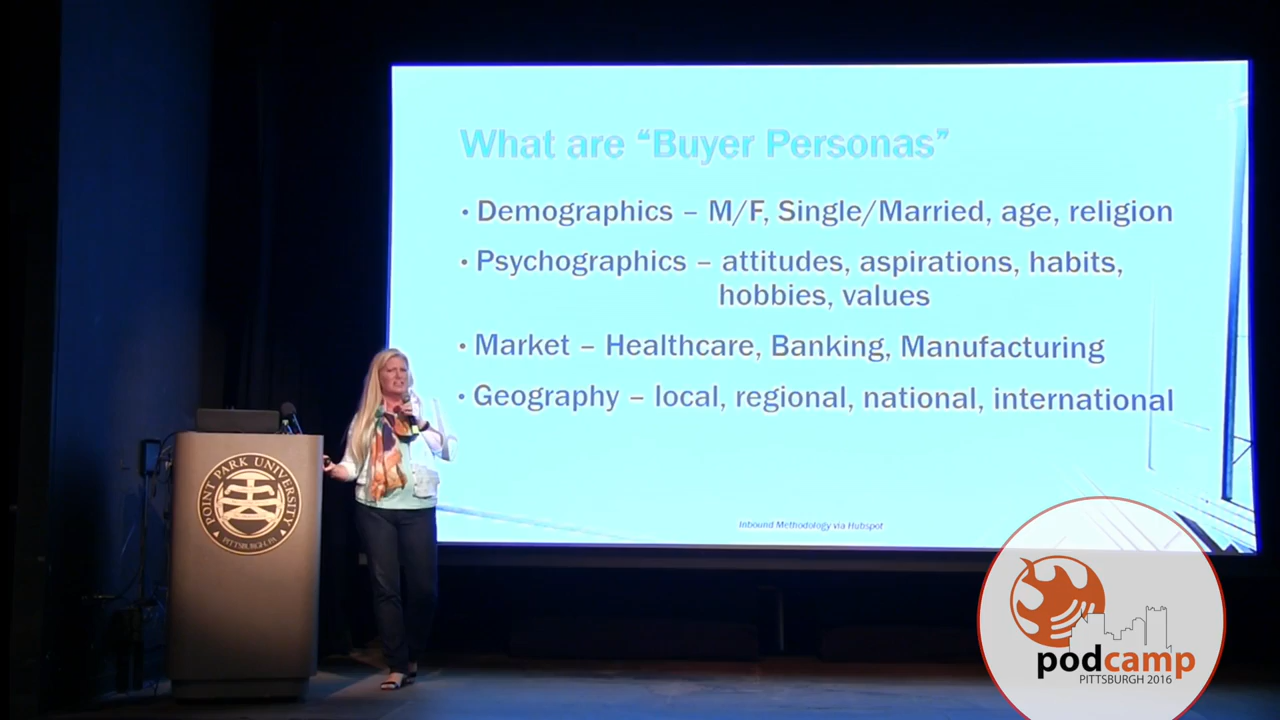 What are “Buyer Personas”
• Demographics – M/F, Single/Married, age, religion
• Psychographics – attitudes, aspirations, habits,
hobbies, values
• Market – Healthcare, Banking, Manufacturing
• Geography – local, regional, national, international
Inbound Methodology via Hubspot
POINT PARK UNIVERSITY
PITTSBURGH, PA
podcamp
PITTSBURGH 2016